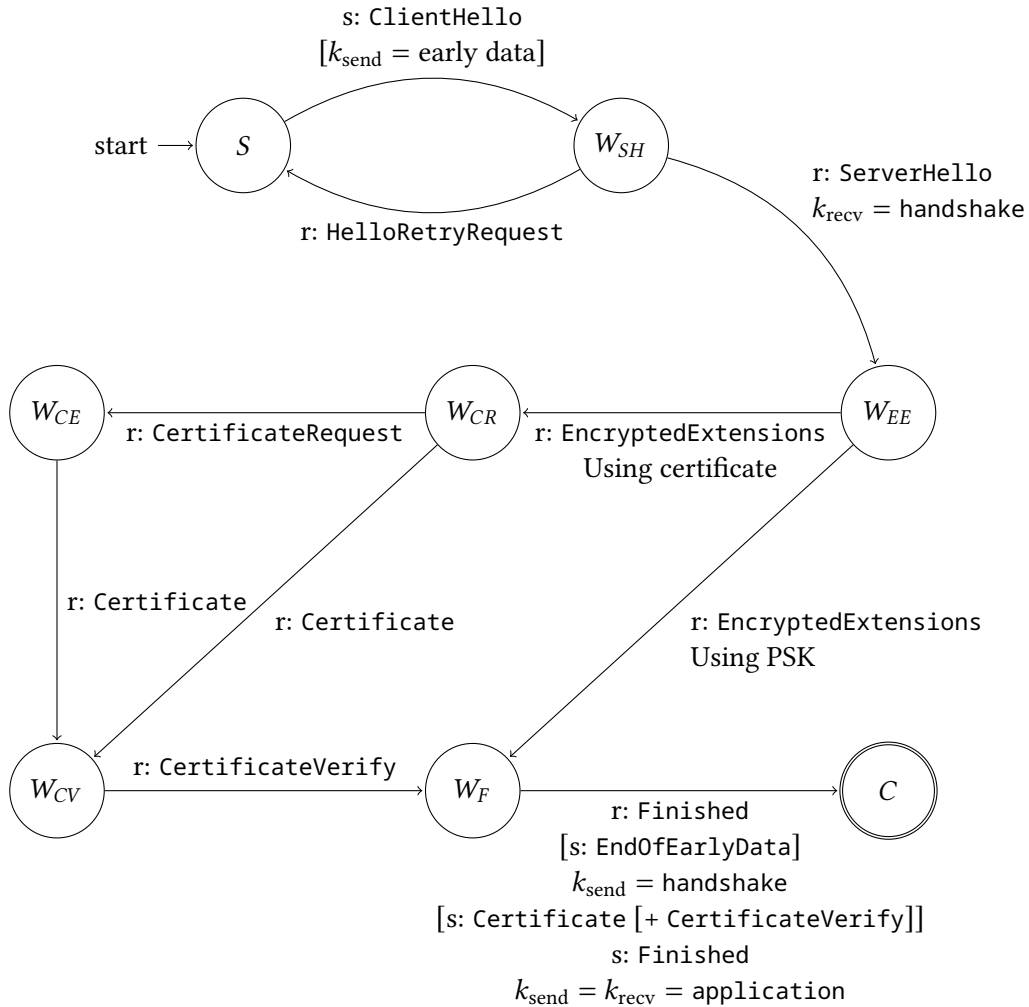 s: ClientHello
[k_send = early data]
start
S
W_SH
r: ServerHello
k_recv = handshake
r: HelloRetryRequest
W_CE
W_CR
W_EE
r: CertificateRequest
r: EncryptedExtensions
Using certificate
r: Certificate
r: Certificate
r: EncryptedExtensions
Using PSK
W_CV
r: CertificateVerify
W_F
C
r: Finished
[s: EndOfEarlyData]
k_send = handshake
[s: Certificate [+ CertificateVerify]]
s: Finished
k_send = k_recv = application